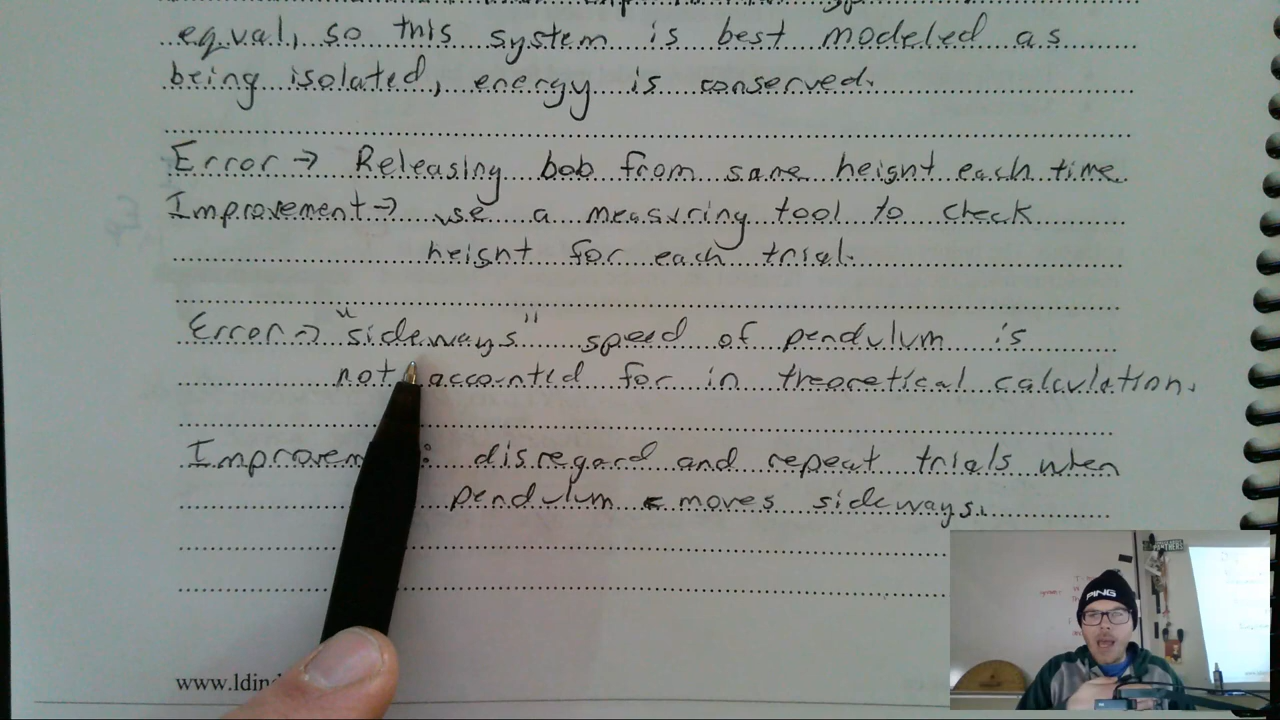 equal, so this system is best modeled as
being isolated, energy is conserved.
Error → Releasing bob from same height each time
Improvement → use a measuring tool to check
height for each trial.
Error → "sideways" speed of pendulum is
not accounted for in theoretical calculation.
Improvem : disregard and repeat trials when
pendulum moves sideways.
www.ldind
PING